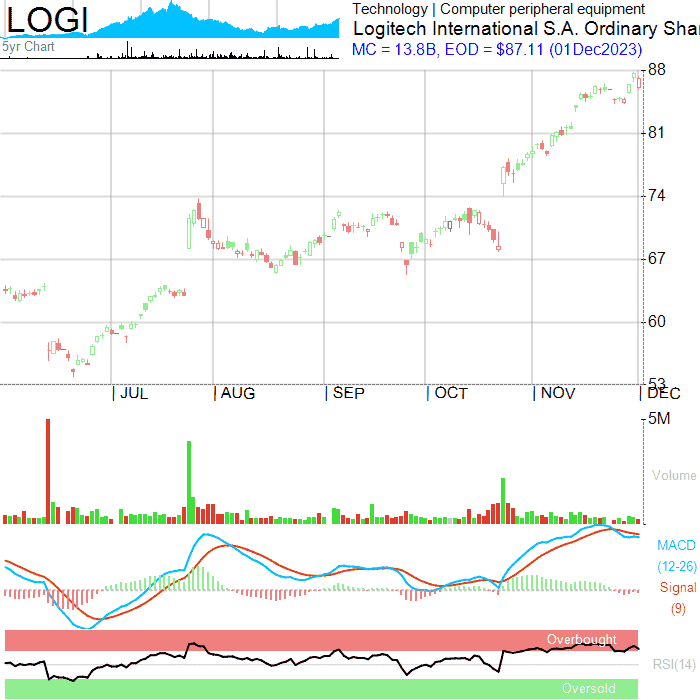 LOGI
5yr Chart
Technology | Computer peripheral equipment
Logitech International S.A. Ordinary Shar
MC = 13.8B, EOD = $87.11 (01Dec2023)
88
81
74
67
60
53
| JUL | AUG | SEP | OCT | NOV | DEC
5M
Volume
MACD
(12-26)
Signal
(9)
Overbought
RSI(14)
Oversold